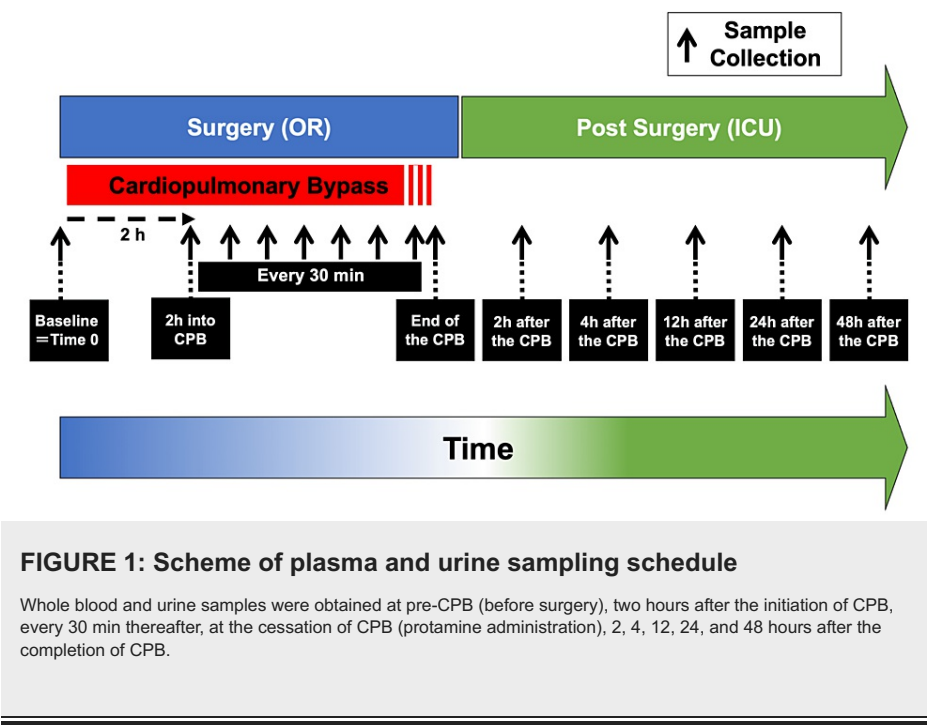 Sample
Collection
Surgery (OR)
Post Surgery (ICU)
Cardiopulmonary Bypass
2 h
Every 30 min
Baseline
=Time 0
2h into
CPB
End of
the CPB
2h after
the CPB
4h after
the CPB
12h after
the CPB
24h after
the CPB
48h after
the CPB
Time
FIGURE 1: Scheme of plasma and urine sampling schedule
Whole blood and urine samples were obtained at pre-CPB (before surgery), two hours after the initiation of CPB,
every 30 min thereafter, at the cessation of CPB (protamine administration), 2, 4, 12, 24, and 48 hours after the
completion of CPB.